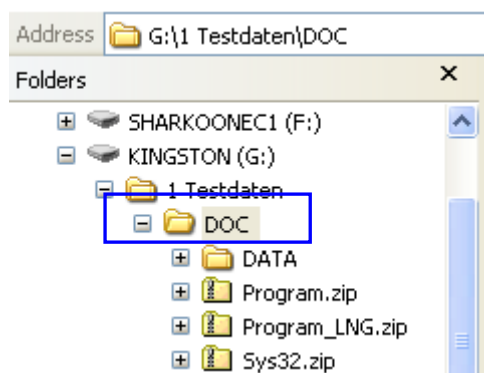 Address G:\1 Testdaten\DOC
Folders
SHARKOONEC1 (F:)
KINGSTON (G:)
1 Testdaten
DOC
DATA
Program.zip
Program_LNG.zip
Sys32.zip